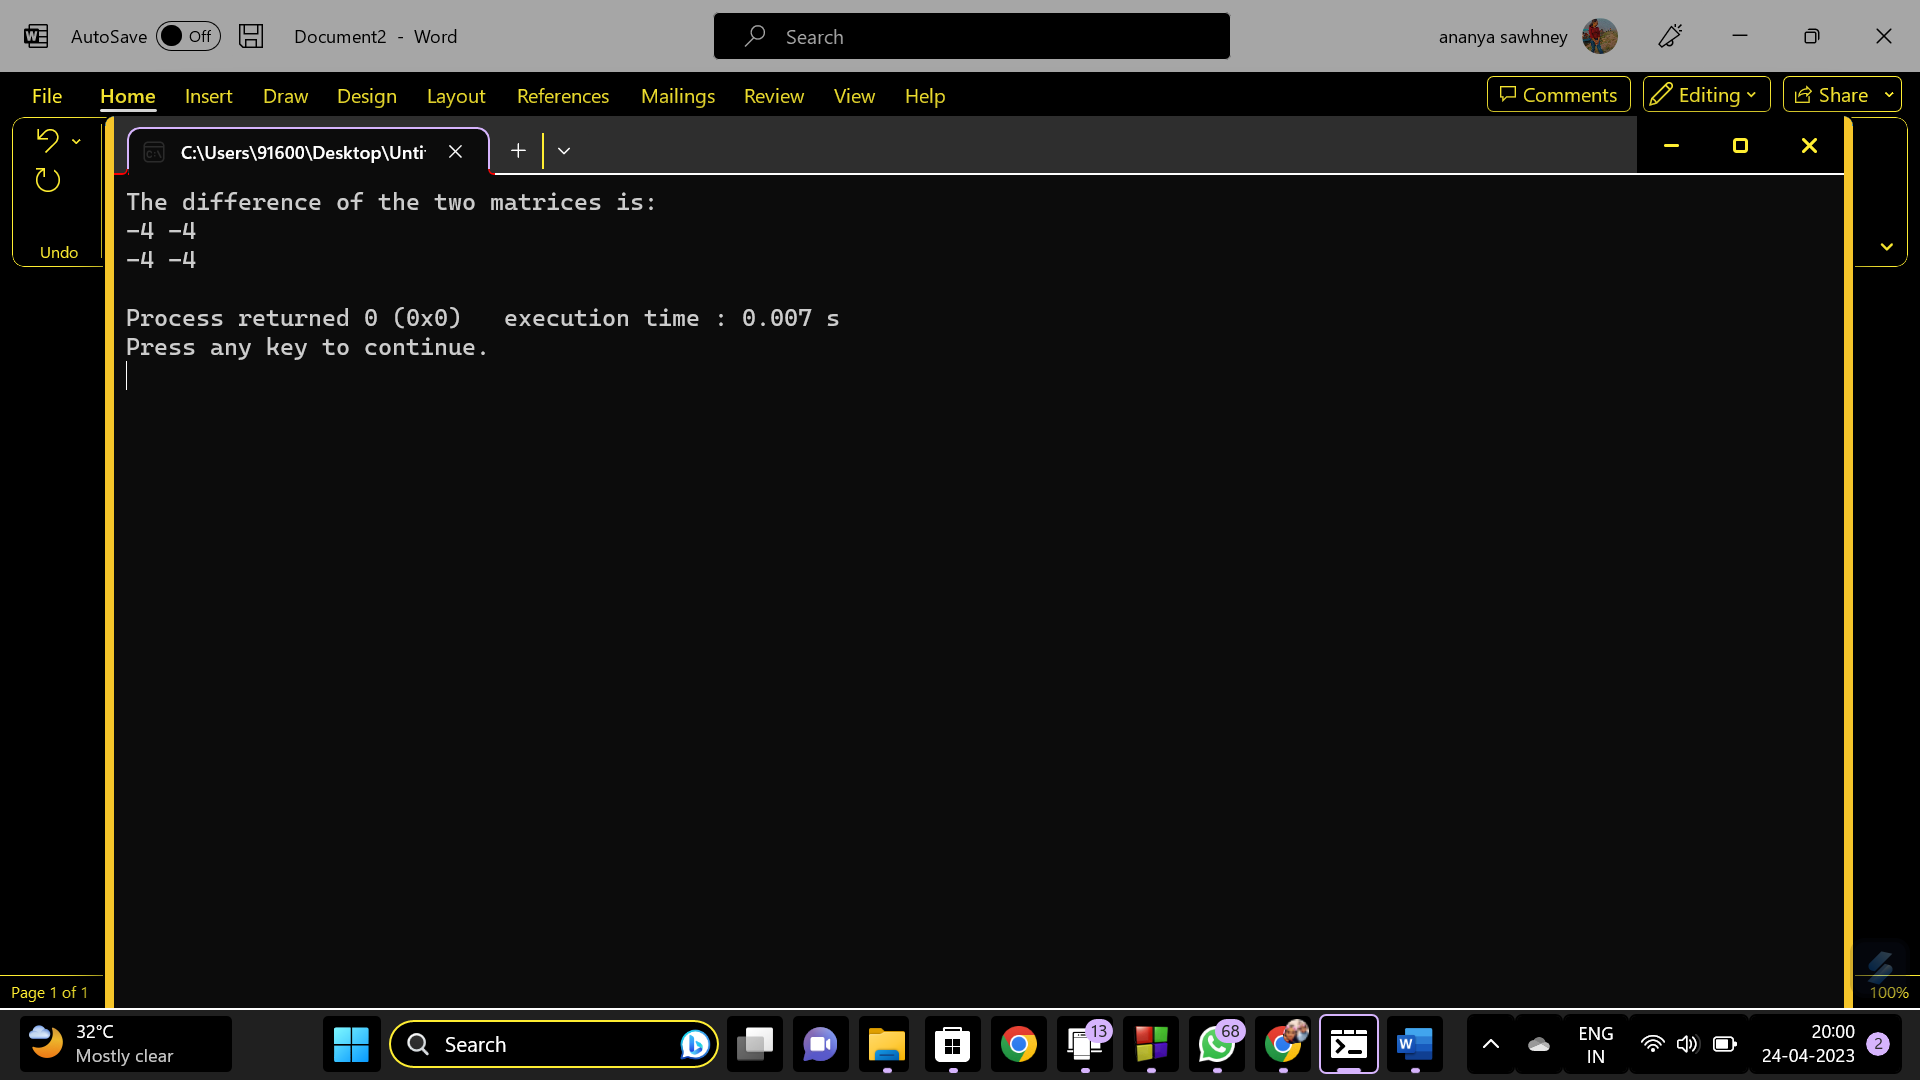 AutoSave Off Document2 - Word Search ananya sawhney
File Home Insert Draw Design Layout References Mailings Review View Help Comments Editing Share
C:\Users\91600\Desktop\Unti
Undo
The difference of the two matrices is:
-4 -4
-4 -4
Process returned 0 (0x0)   execution time : 0.007 s
Press any key to continue.
Page 1 of 1 100%
32°C
Mostly clear
Search
13
68
ENG
IN
20:00
24-04-2023
2